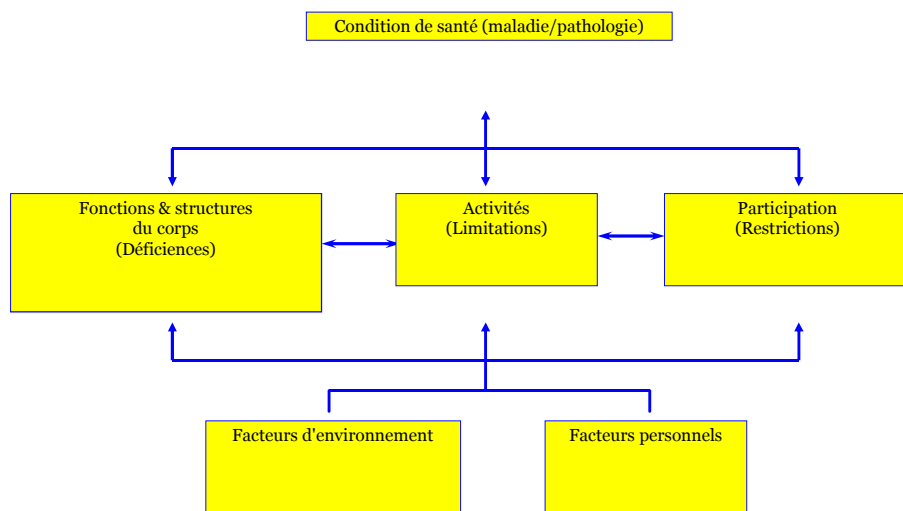 Condition de santé (maladie/pathologie)
Fonctions & structures
du corps
(Déficiences)
Activités
(Limitations)
Participation
(Restrictions)
Facteurs d'environnement
Facteurs personnels